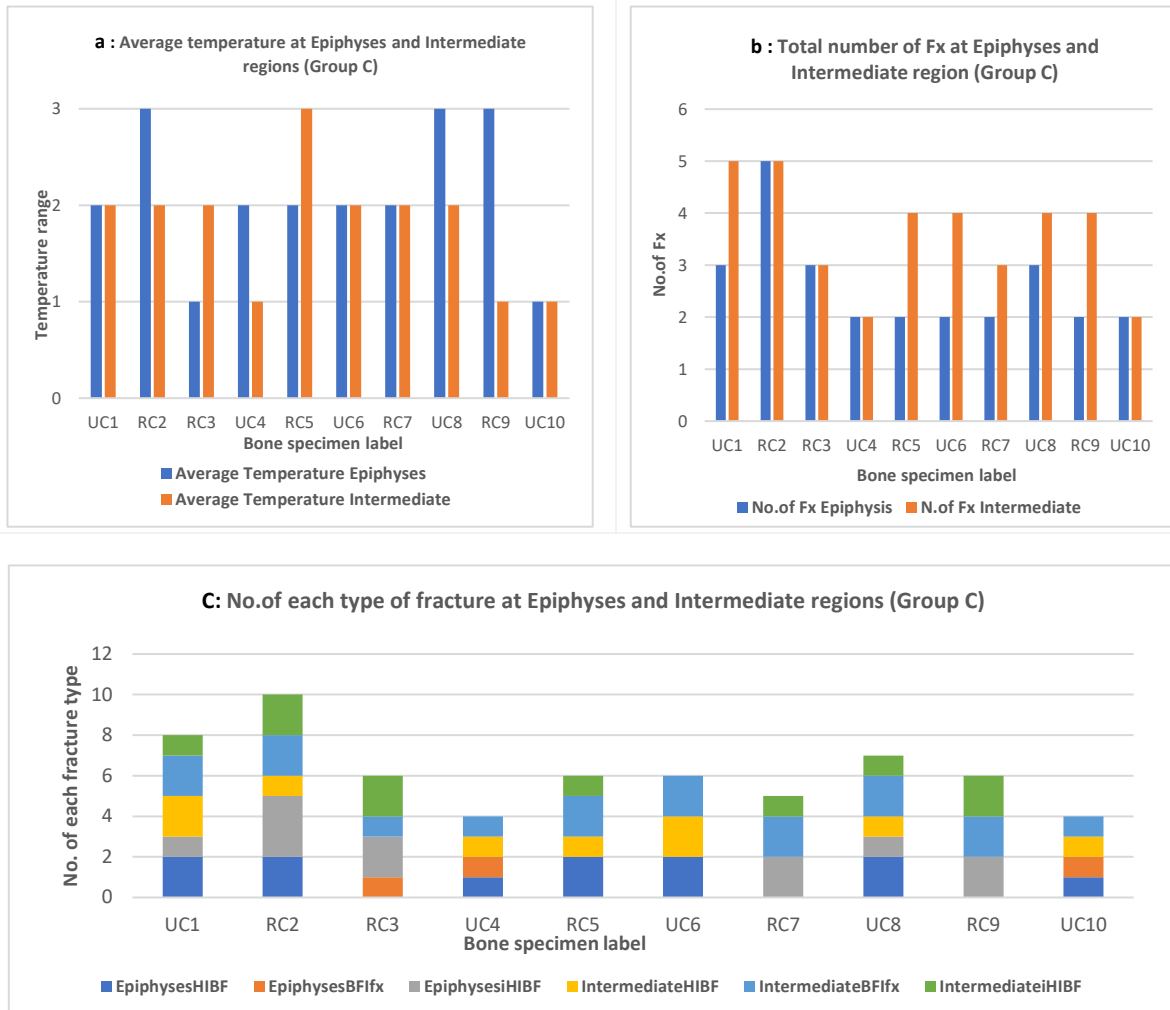 a : Average temperature at Epiphyses and Intermediate
regions (Group C)
3
2
1
0
Temperature range
UC1 RC2 RC3 UC4 RC5 UC6 RC7 UC8 RC9 UC10
Bone specimen label
Average Temperature Epiphyses
Average Temperature Intermediate
b : Total number of Fx at Epiphyses and
Intermediate region (Group C)
6
5
4
3
2
1
0
No.of Fx
UC1 RC2 RC3 UC4 RC5 UC6 RC7 UC8 RC9 UC10
Bone specimen label
No.of Fx Epiphysis N.of Fx Intermediate
C: No.of each type of fracture at Epiphyses and Intermediate regions (Group C)
12
10
8
6
4
2
0
No. of each fracture type
UC1 RC2 RC3 UC4 RC5 UC6 RC7 UC8 RC9 UC10
Bone specimen label
EpiphysesHIBF EpiphysesBFIfx EpiphysesiHIBF IntermediateHIBF IntermediateBFIfx IntermediateiHIBF